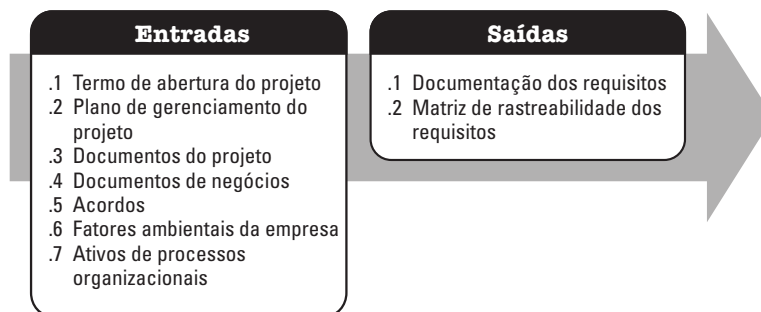 Entradas
.1 Termo de abertura do projeto
.2 Plano de gerenciamento do
projeto
.3 Documentos do projeto
.4 Documentos de negócios
.5 Acordos
.6 Fatores ambientais da empresa
.7 Ativos de processos
organizacionais
Saídas
.1 Documentação dos requisitos
.2 Matriz de rastreabilidade dos
requisitos